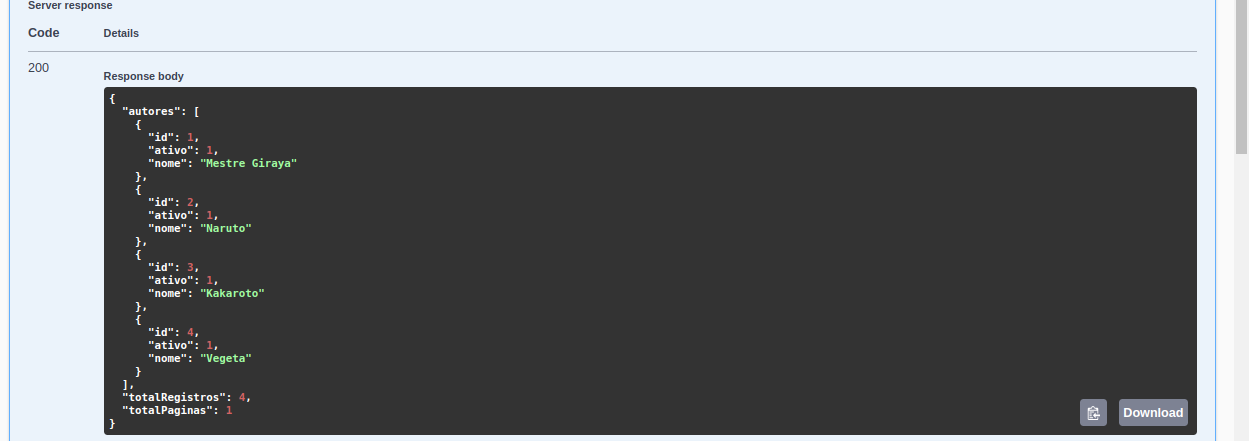 Server response
Code Details
200
Response body
{
"autores": [
{
"id": 1,
"ativo": 1,
"nome": "Mestre Giraya"
},
{
"id": 2,
"ativo": 1,
"nome": "Naruto"
},
{
"id": 3,
"ativo": 1,
"nome": "Kakaroto"
},
{
"id": 4,
"ativo": 1,
"nome": "Vegeta"
}
],
"totalRegistros": 4,
"totalPaginas": 1
}
Download